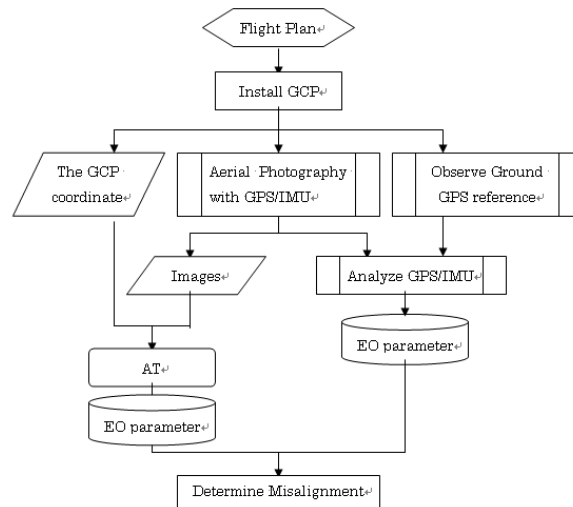 Flight Plan↵
Install GCP↵
The GCP
coordinate↵
Aerial · Photography
with GPS/IMU↵
Observe Ground
GPS reference↵
Images↵
Analyze GPS/IMU↵
EO parameter↵
AT↵
EO parameter↵
Determine Misalignment↵